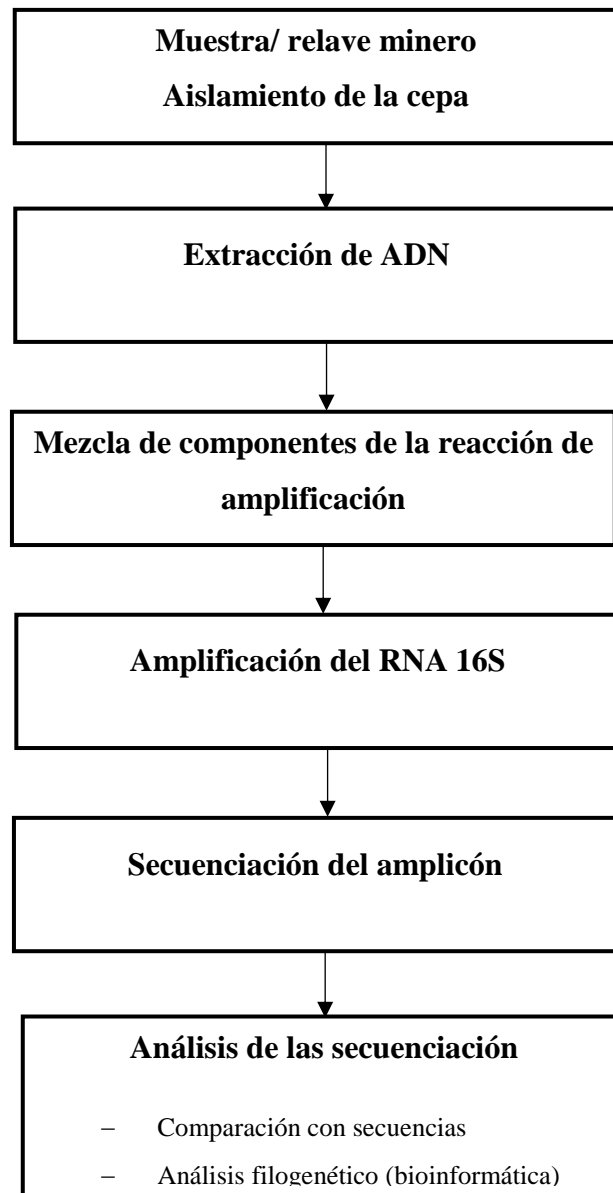 Muestra/ relave minero
Aislamiento de la cepa
Extracción de ADN
Mezcla de componentes de la reacción de
amplificación
Amplificación del RNA 16S
Secuenciación del amplicón
Análisis de las secuenciación
– Comparación con secuencias
– Análisis filogenético (bioinformática)